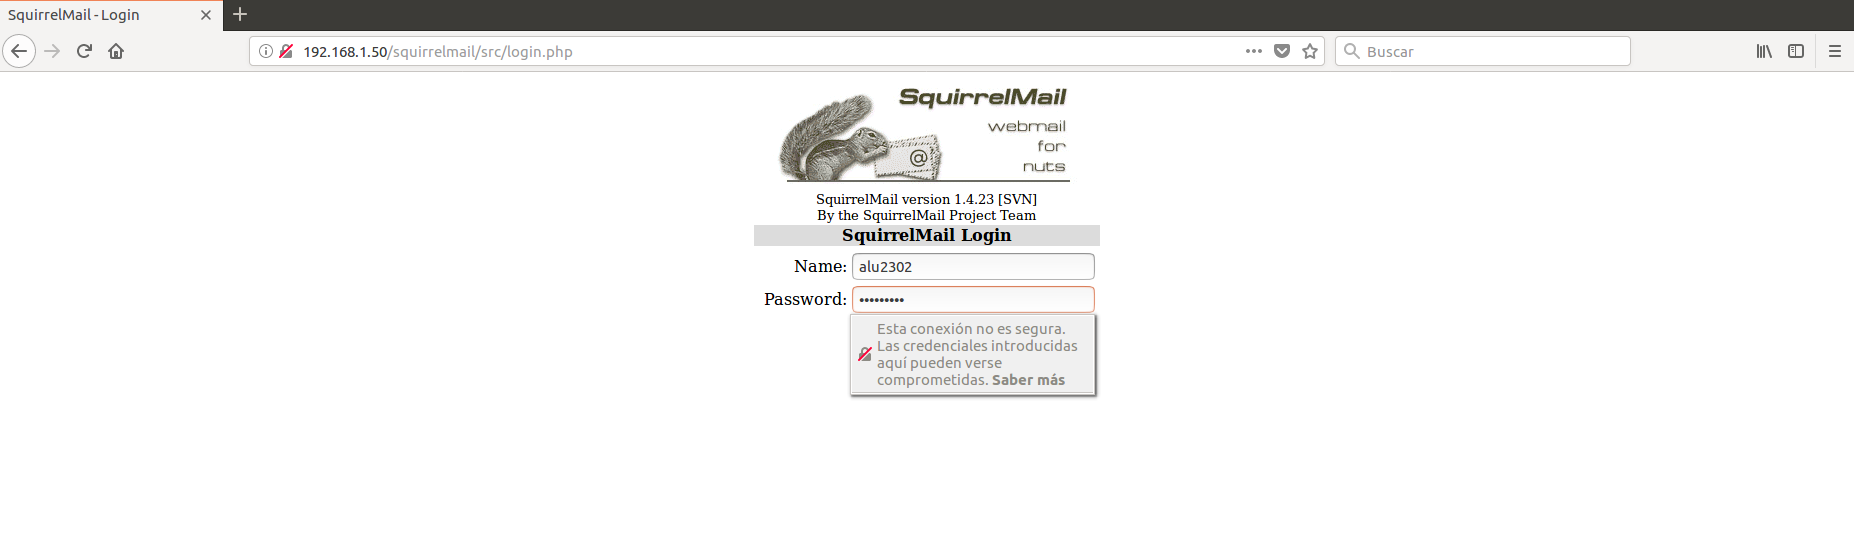 SquirrelMail - Login
192.168.1.50/squirrelmail/src/login.php
Buscar
SquirrelMail
webmail
for
nuts
@
SquirrelMail version 1.4.23 [SVN]
By the SquirrelMail Project Team
SquirrelMail Login
Name: alu2302
Password: •••••••••
Esta conexión no es segura.
Las credenciales introducidas
aquí pueden verse
comprometidas. Saber más